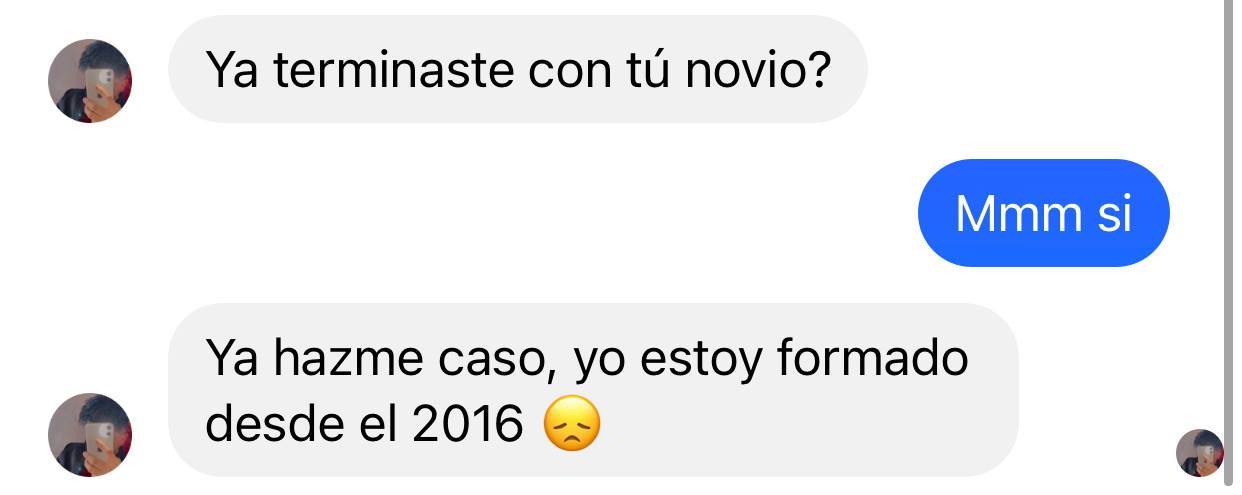 Ya terminaste con tú novio?
Mmm si
Ya hazme caso, yo estoy formado
desde el 2016 😞